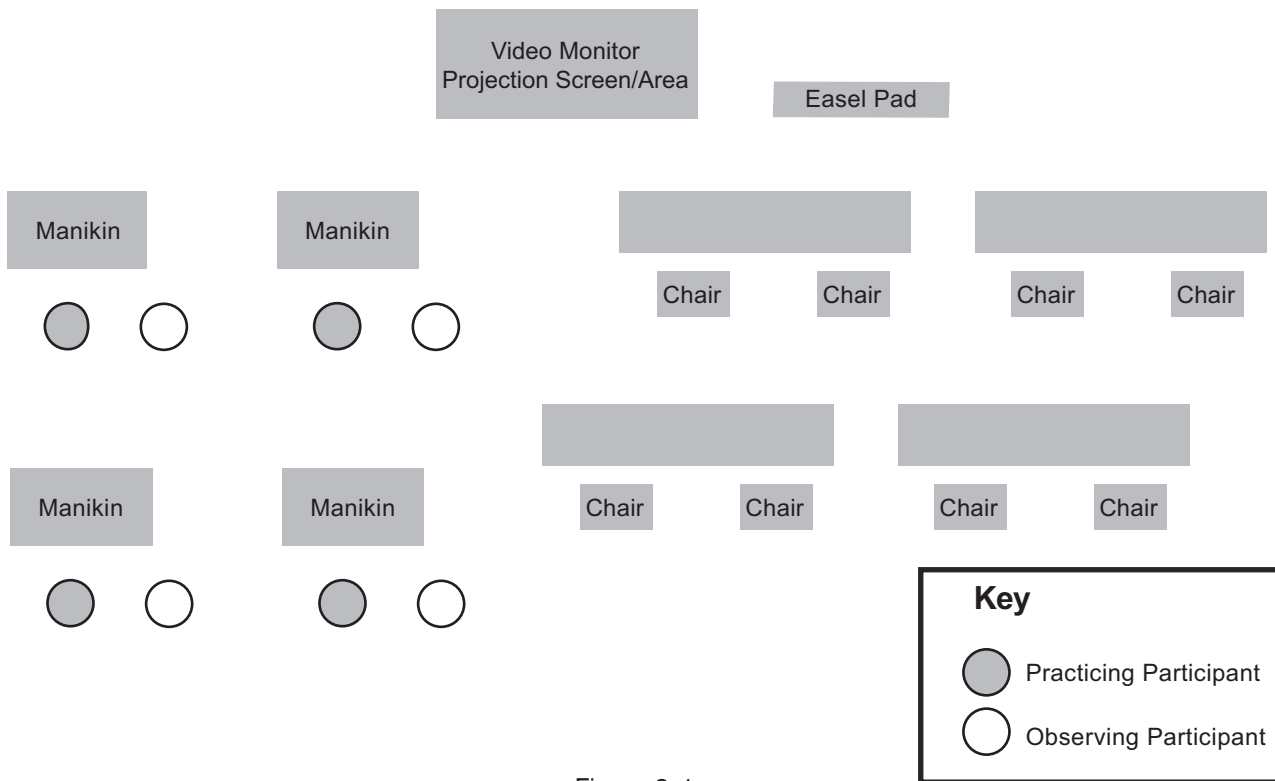 Video Monitor
Projection Screen/Area
Easel Pad
Manikin
Manikin
Chair
Chair
Chair
Chair
Manikin
Manikin
Chair
Chair
Chair
Chair
Key
Practicing Participant
Observing Participant